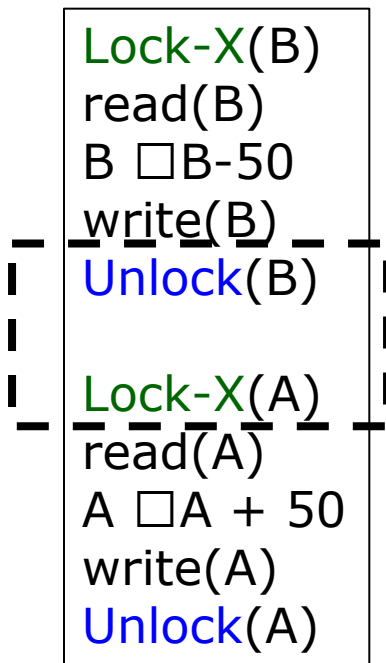 Lock-X(B)
read(B)
B □B-50
write(B)
Unlock(B)
Lock-X(A)
read(A)
A □A + 50
write(A)
Unlock(A)